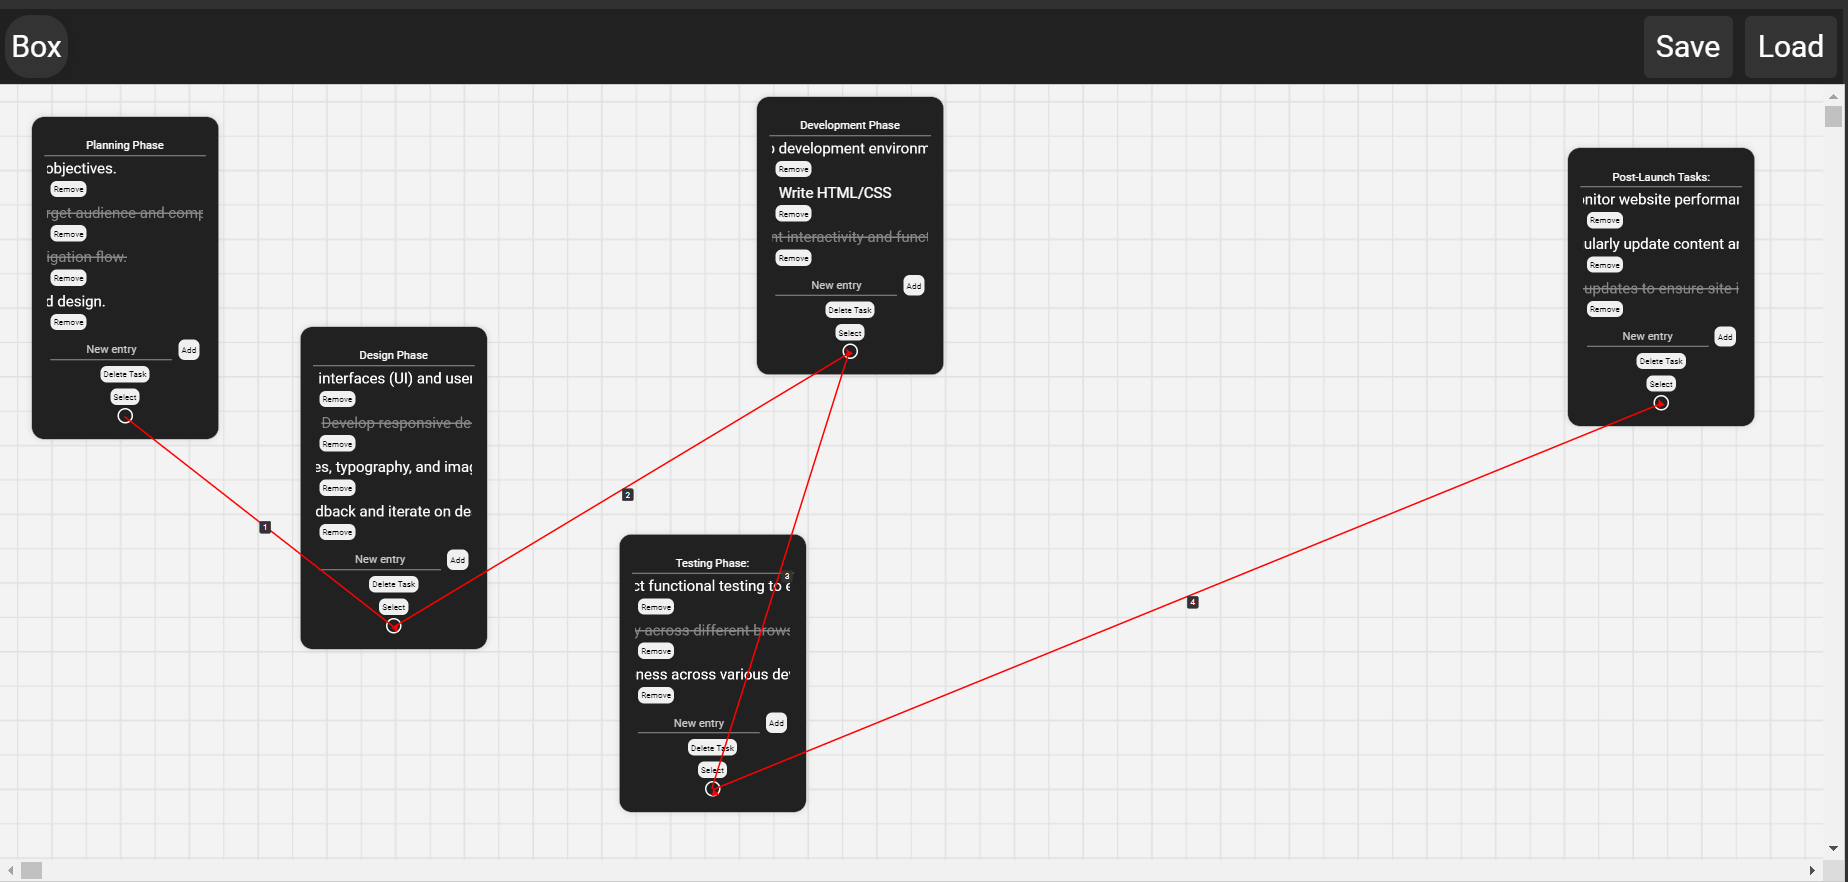 Box
Save
Load
Planning Phase
objectives.
Remove
rget audience and comp
Remove
igation flow.
Remove
d design.
Remove
New entry
Add
Delete Task
Select
1
Design Phase
interfaces (UI) and user
Remove
Develop responsive de
Remove
es, typography, and imag
Remove
dback and iterate on de
Remove
New entry
Add
Delete Task
Select
2
Development Phase
development environm
Remove
Write HTML/CSS
Remove
nt interactivity and funct
Remove
New entry
Add
Delete Task
Select
3
Testing Phase:
ct functional testing to e
Remove
y across different brows
Remove
ness across various dev
Remove
New entry
Add
Delete Task
Select
4
Post-Launch Tasks:
onitor website performan
Remove
ularly update content an
Remove
updates to ensure site i
Remove
New entry
Add
Delete Task
Select